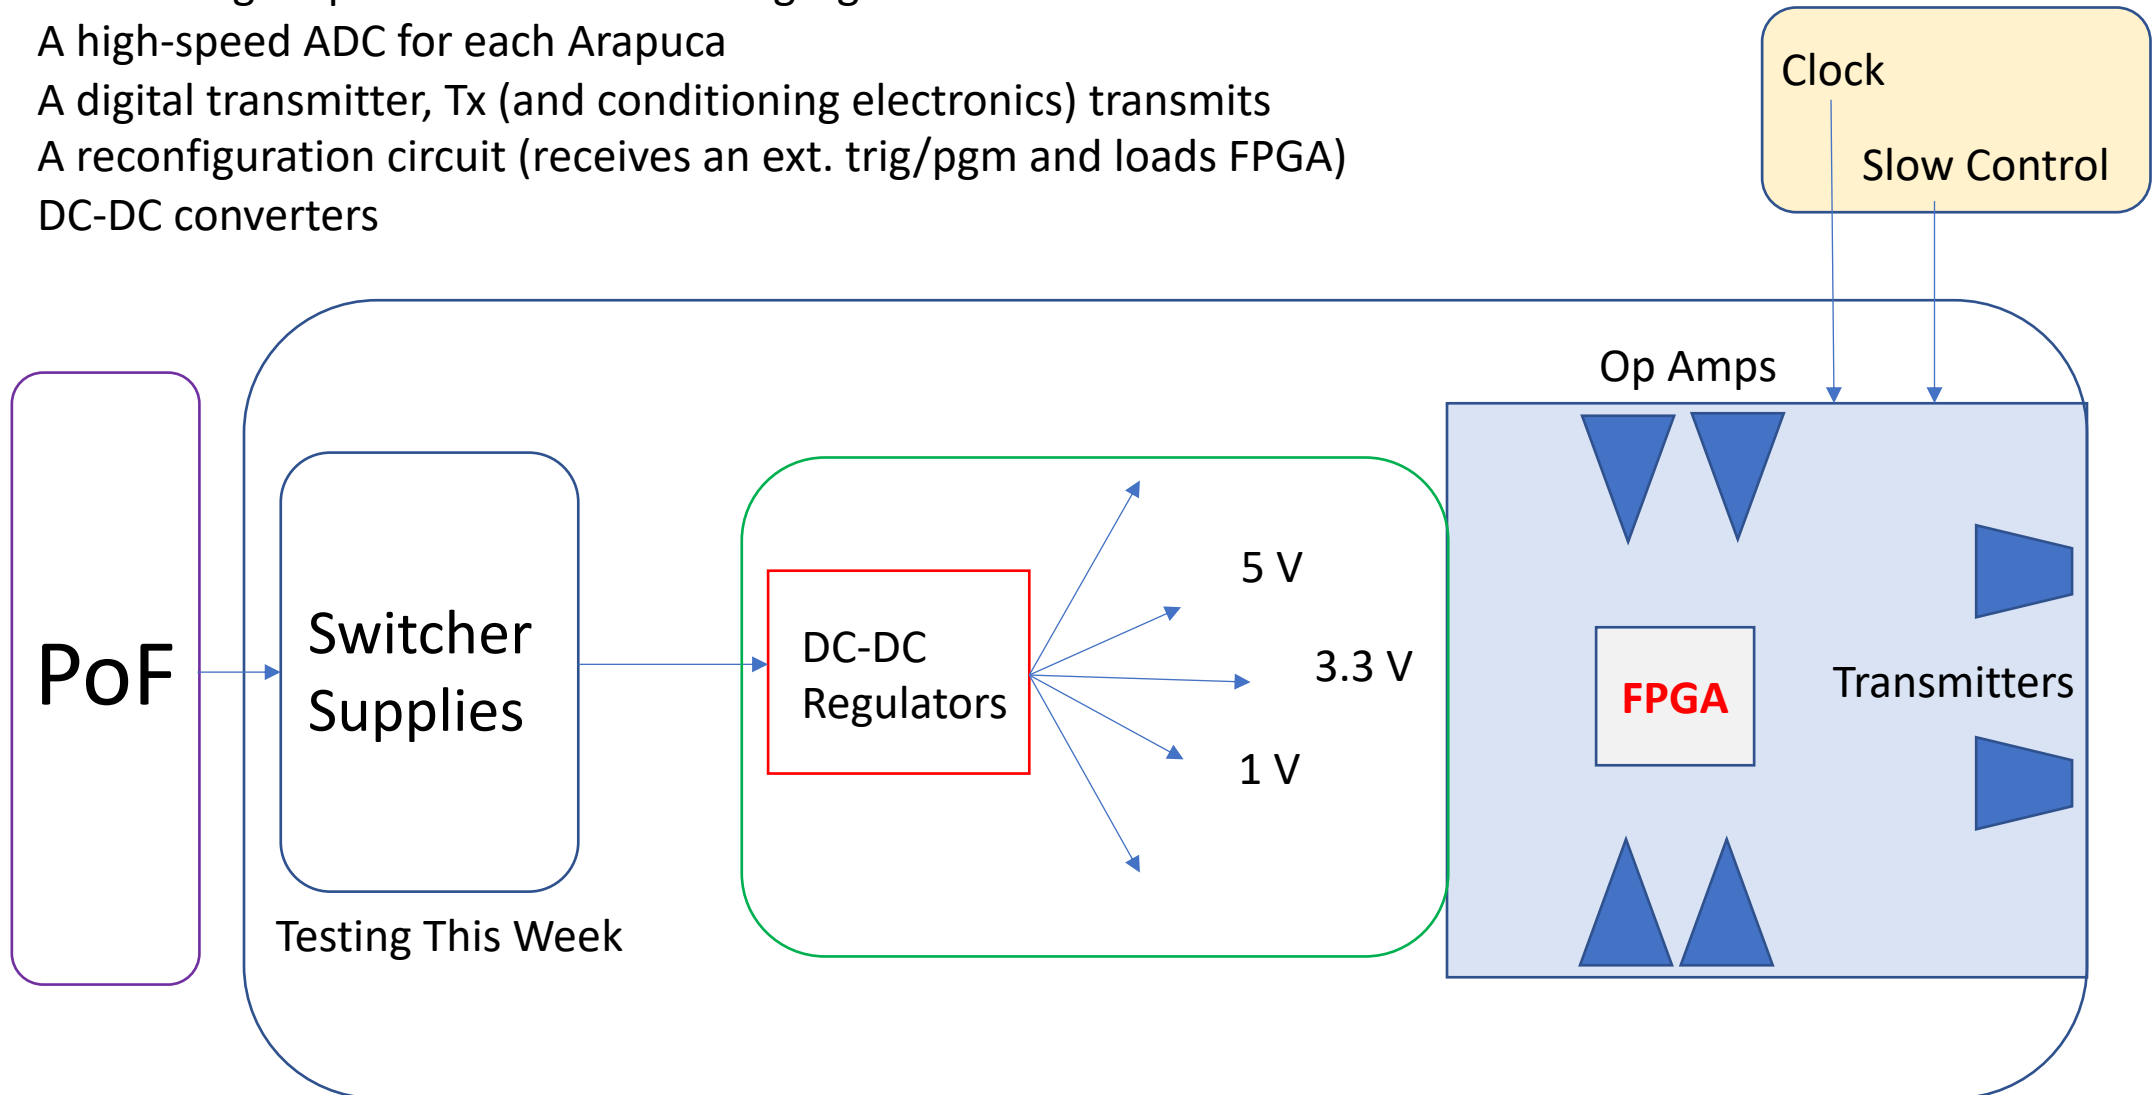 A high-speed ADC for each Arapuca
A digital transmitter, Tx (and conditioning electronics) transmits
A reconfiguration circuit (receives an ext. trig/pgm and loads FPGA)
DC-DC converters
Clock
Slow Control
Op Amps
PoF
Switcher
Supplies
Testing This Week
DC-DC
Regulators
5 V
3.3 V
1 V
FPGA
Transmitters